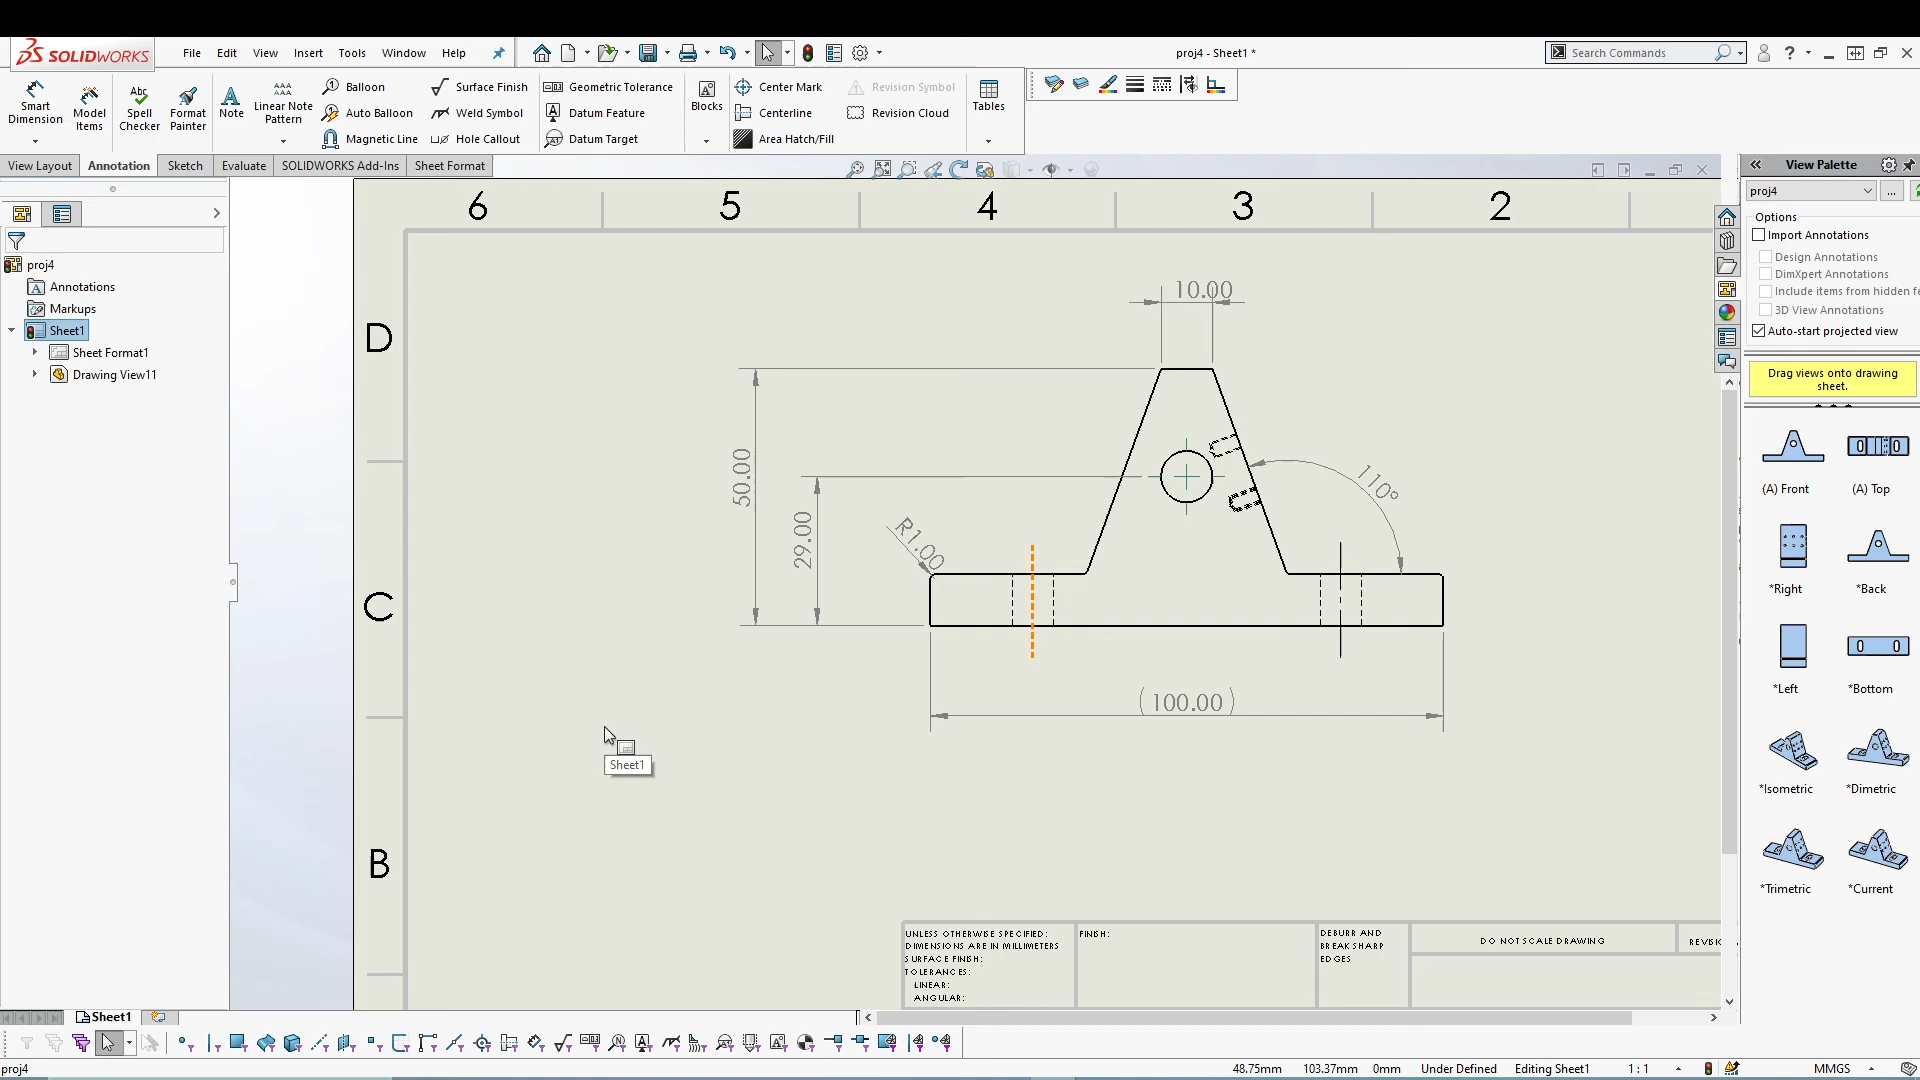 SOLIDWORKS
File Edit View Insert Tools Window Help
proj4 - Sheet1 *
Search Commands
Smart Dimension
Model Items
Spell Checker
Format Painter
Note
Linear Note Pattern
Balloon
Auto Balloon
Magnetic Line
Surface Finish
Weld Symbol
Hole Callout
Geometric Tolerance
Datum Feature
Datum Target
Blocks
Center Mark
Centerline
Area Hatch/Fill
Revision Symbol
Revision Cloud
Tables
View Layout Annotation Sketch Evaluate SOLIDWORKS Add-Ins Sheet Format
proj4
Annotations
Markups
Sheet1
Sheet Format1
Drawing View11
6 5 4 3 2
D
C
B
10.00
50.00
29.00
R1.00
110°
(100.00)
Sheet1
UNLESS OTHERWISE SPECIFIED:
DIMENSIONS ARE IN MILLIMETERS
SURFACE FINISH:
TOLERANCES:
LINEAR:
ANGULAR:
FINISH:
DEBURR AND
BREAK SHARP
EDGES
DO NOT SCALE DRAWING
View Palette
proj4
...
Options
Import Annotations
Design Annotations
DimXpert Annotations
Include items from hidden fe
3D View Annotations
Auto-start projected view
Drag views onto drawing
sheet.
(A) Front (A) Top
*Right *Back
*Left *Bottom
*Isometric *Dimetric
*Trimetric *Current
Sheet1
proj4
48.75mm 103.37mm 0mm Under Defined Editing Sheet1 1 : 1 MMGS